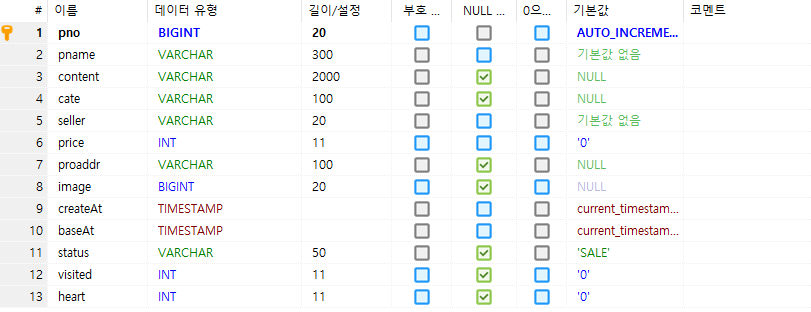 # 이름 데이터 유형 길이/설정 부호 ... NULL ... 0으... 기본값 코멘트
1 pno BIGINT 20 AUTO_INCREME...
2 pname VARCHAR 300 기본값 없음
3 content VARCHAR 2000 NULL
4 cate VARCHAR 100 NULL
5 seller VARCHAR 20 기본값 없음
6 price INT 11 '0'
7 proaddr VARCHAR 100 NULL
8 image BIGINT 20 NULL
9 createAt TIMESTAMP current_timestam...
10 baseAt TIMESTAMP current_timestam...
11 status VARCHAR 50 'SALE'
12 visited INT 11 '0'
13 heart INT 11 '0'